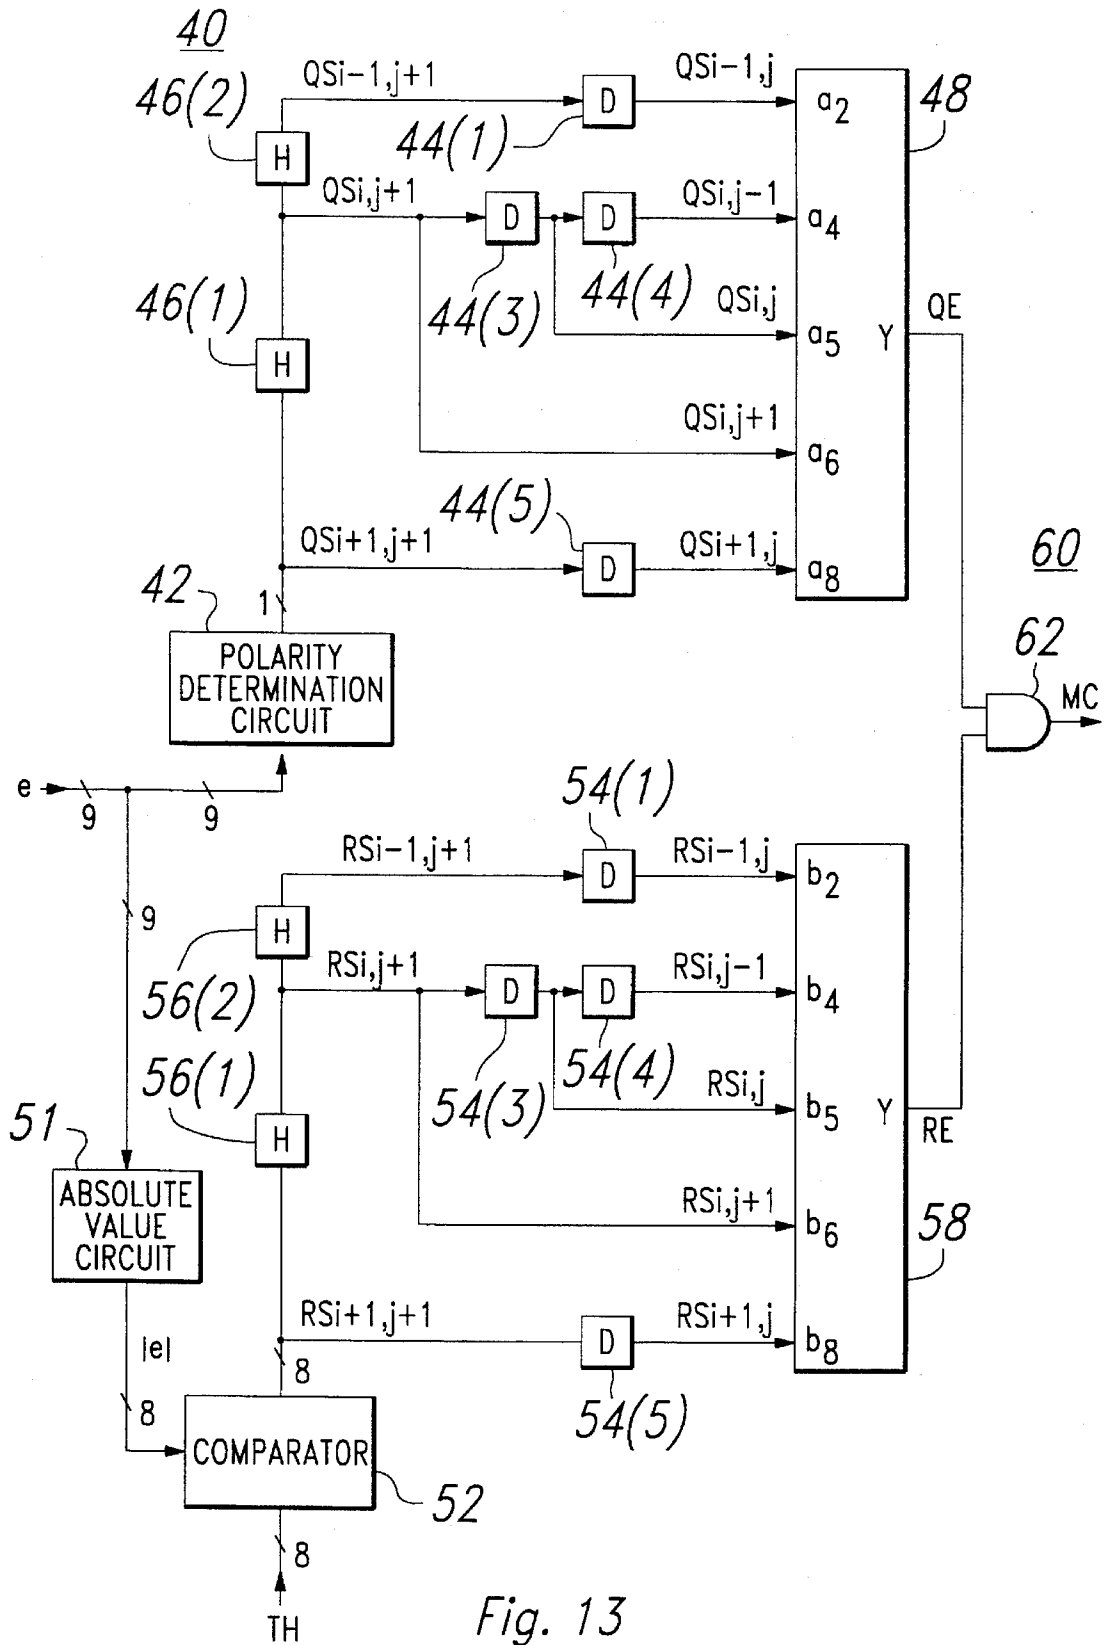 40
QSi-1,j+1
QSi-1,j
46(2)
D
a2
48
44(1)
H
QSi,j+1
QSi,j-1
D
D
a4
46(1)
44(3)
44(4)
QSi,j
QE
H
a5
Y
QSi,j+1
a6
44(5)
QSi+1,j+1
QSi+1,j
D
a8
60
42
1
62
POLARITY
DETERMINATION
CIRCUIT
MC
e
9
9
54(1)
RSi-1,j+1
RSi-1,j
D
b2
9
H
RSi,j+1
RSi,j-1
56(2)
D
D
b4
56(1)
54(3)
54(4)
RSi,j
51
H
b5
Y
RE
ABSOLUTE
VALUE
CIRCUIT
RSi,j+1
b6
58
RSi+1,j+1
RSi+1,j
|e|
D
b8
8
8
54(5)
COMPARATOR
52
8
TH
Fig. 13